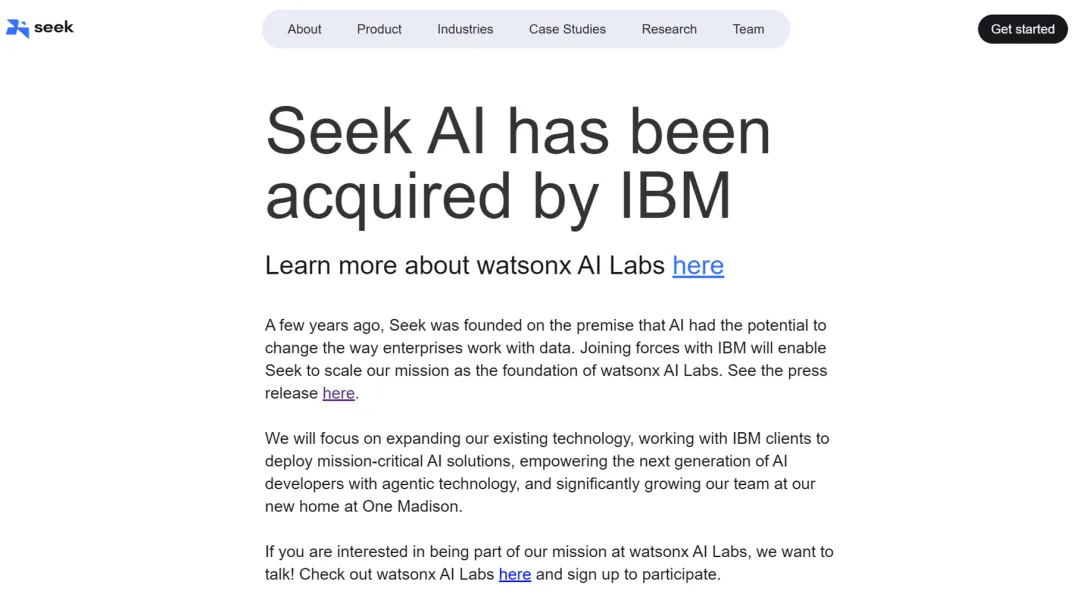 seek
About
Product
Industries
Case Studies
Research
Team
Get started
Seek AI has been
acquired by IBM
Learn more about watsonx AI Labs here
A few years ago, Seek was founded on the premise that AI had the potential to
change the way enterprises work with data. Joining forces with IBM will enable
Seek to scale our mission as the foundation of watsonx AI Labs. See the press
release here.
We will focus on expanding our existing technology, working with IBM clients to
deploy mission-critical AI solutions, empowering the next generation of AI
developers with agentic technology, and significantly growing our team at our
new home at One Madison.
If you are interested in being part of our mission at watsonx AI Labs, we want to
talk! Check out watsonx AI Labs here and sign up to participate.